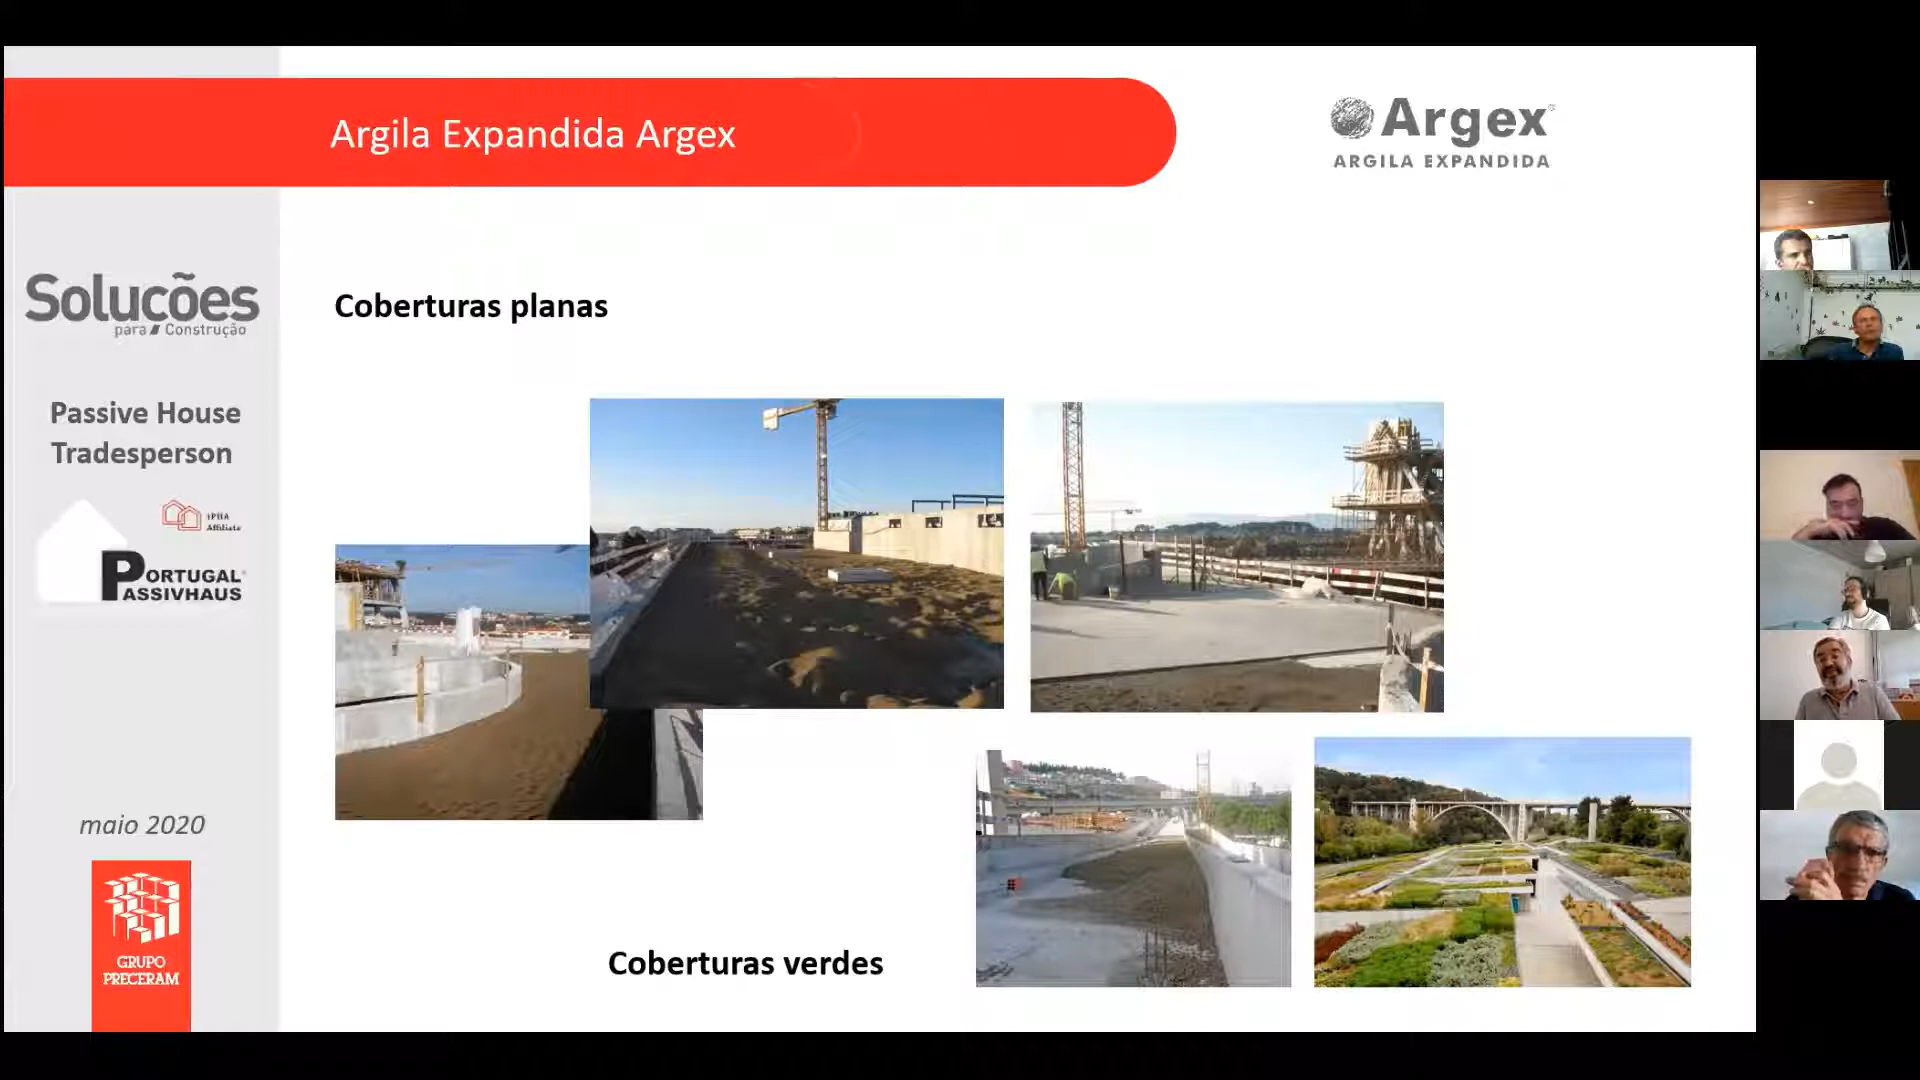 Argila Expandida Argex
Argex
ARGILA EXPANDIDA
Soluções
para Construção
Passive House
Tradesperson
iPHA
Affiliate
PORTUGAL
PASSIVHAUS
maio 2020
GRUPO
PRECERAM
Coberturas planas
Coberturas verdes